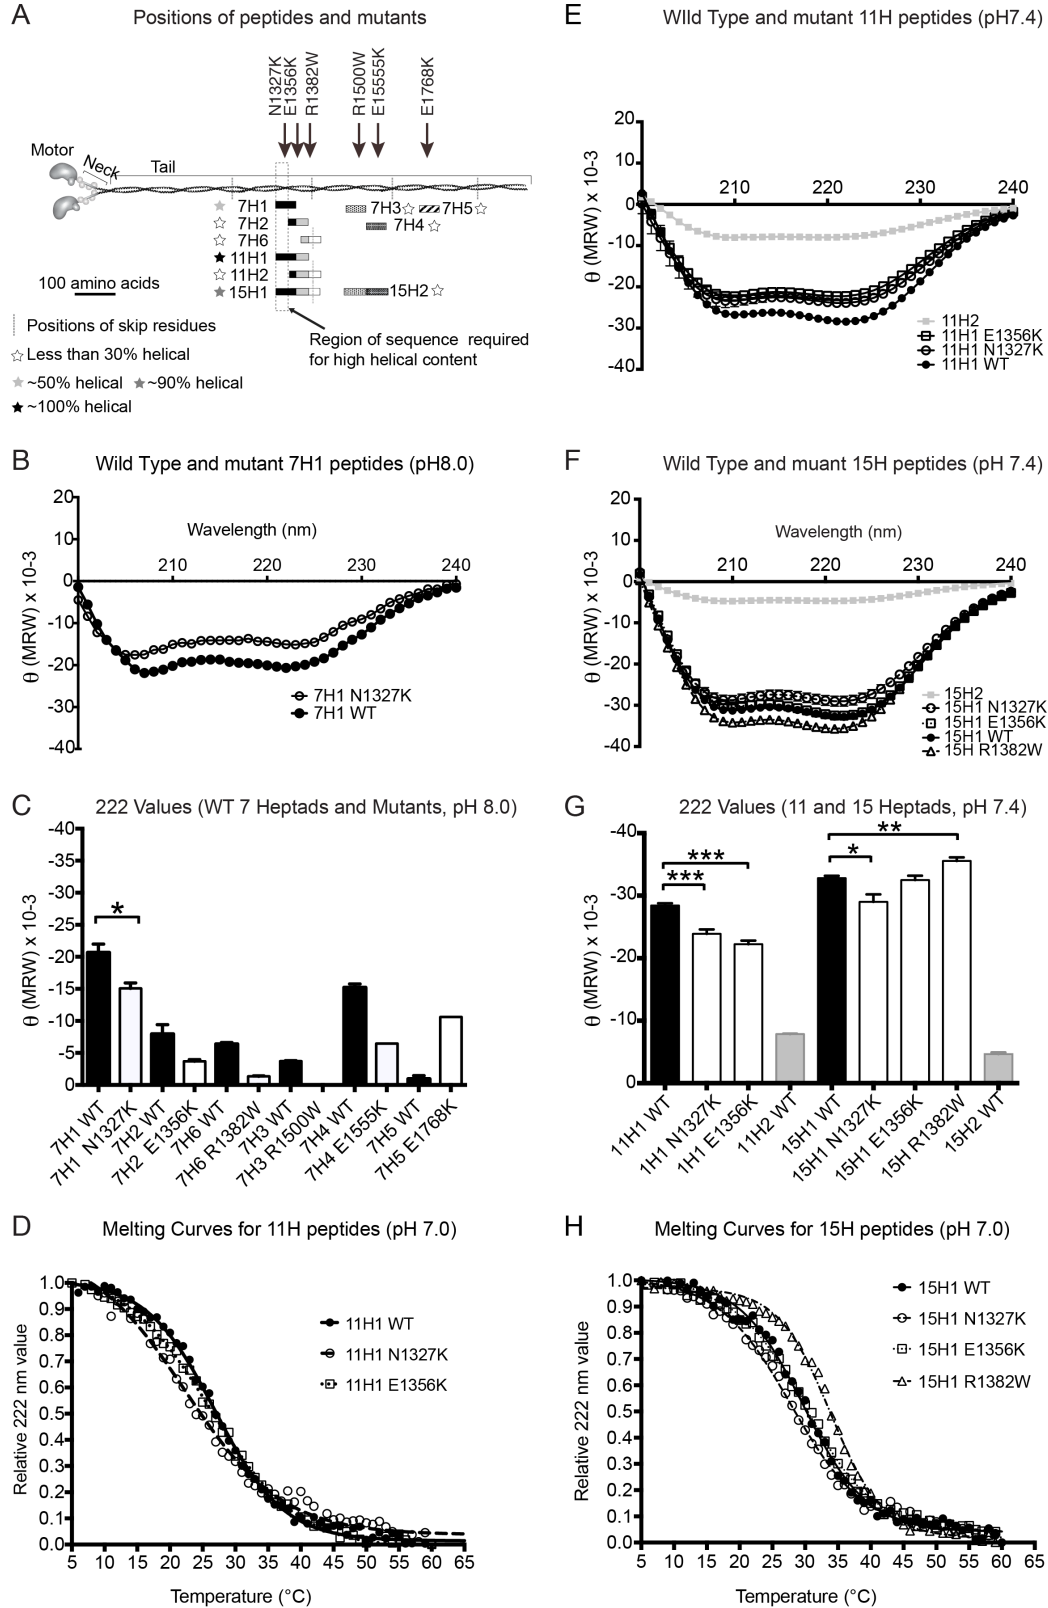 A
Positions of peptides and mutants
N1327K
E1356K
R1382W
R1500W
E15555K
E1768K
Motor
Neck
Tail
7H1
7H2
7H6
11H1
11H2
15H1
7H3
7H5
7H4
15H2
100 amino acids
Positions of skip residues
Less than 30% helical
~50% helical
~90% helical
~100% helical
Region of sequence required
for high helical content
E
WIld Type and mutant 11H peptides (pH7.4)
θ (MRW) x 10-3
20
10
0
-10
-20
-30
-40
210
220
230
240
11H2
11H1 E1356K
11H1 N1327K
11H1 WT
B
Wild Type and mutant 7H1 peptides (pH8.0)
Wavelength (nm)
θ (MRW) x 10-3
20
10
0
-10
-20
-30
-40
210
220
230
240
7H1 N1327K
7H1 WT
F
Wild Type and muant 15H peptides (pH 7.4)
Wavelength (nm)
θ (MRW) x 10-3
20
10
0
-10
-20
-30
-40
210
220
230
240
15H2
15H1 N1327K
15H1 E1356K
15H1 WT
15H R1382W
C
222 Values (WT 7 Heptads and Mutants, pH 8.0)
θ (MRW) x 10-3
-40
-35
-30
-25
-20
-15
-10
-5
0
*
7H1 WT
7H1 N1327K
7H2 WT
7H2 E1356K
7H6 WT
7H6 R1382W
7H3 WT
7H3 R1500W
7H4 WT
7H4 E1555K
7H5 WT
7H5 E1768K
G
222 Values (11 and 15 Heptads, pH 7.4)
θ (MRW) x 10-3
-40
-30
-20
-10
0
***
***
*
**
11H1 WT
1H1 N1327K
1H1 E1356K
11H2 WT
15H1 WT
15H1 N1327K
15H1 E1356K
15H R1382W
15H2 WT
D
Melting Curves for 11H peptides (pH 7.0)
Relative 222 nm value
1.0
0.9
0.8
0.7
0.6
0.5
0.4
0.3
0.2
0.1
0.0
5 10 15 20 25 30 35 40 45 50 55 60 65
Temperature (°C)
11H1 WT
11H1 N1327K
11H1 E1356K
H
Melting Curves for 15H peptides (pH 7.0)
Relative 222 nm value
1.0
0.9
0.8
0.7
0.6
0.5
0.4
0.3
0.2
0.1
0.0
5 10 15 20 25 30 35 40 45 50 55 60 65
Temperature (°C)
15H1 WT
15H1 N1327K
15H1 E1356K
15H1 R1382W